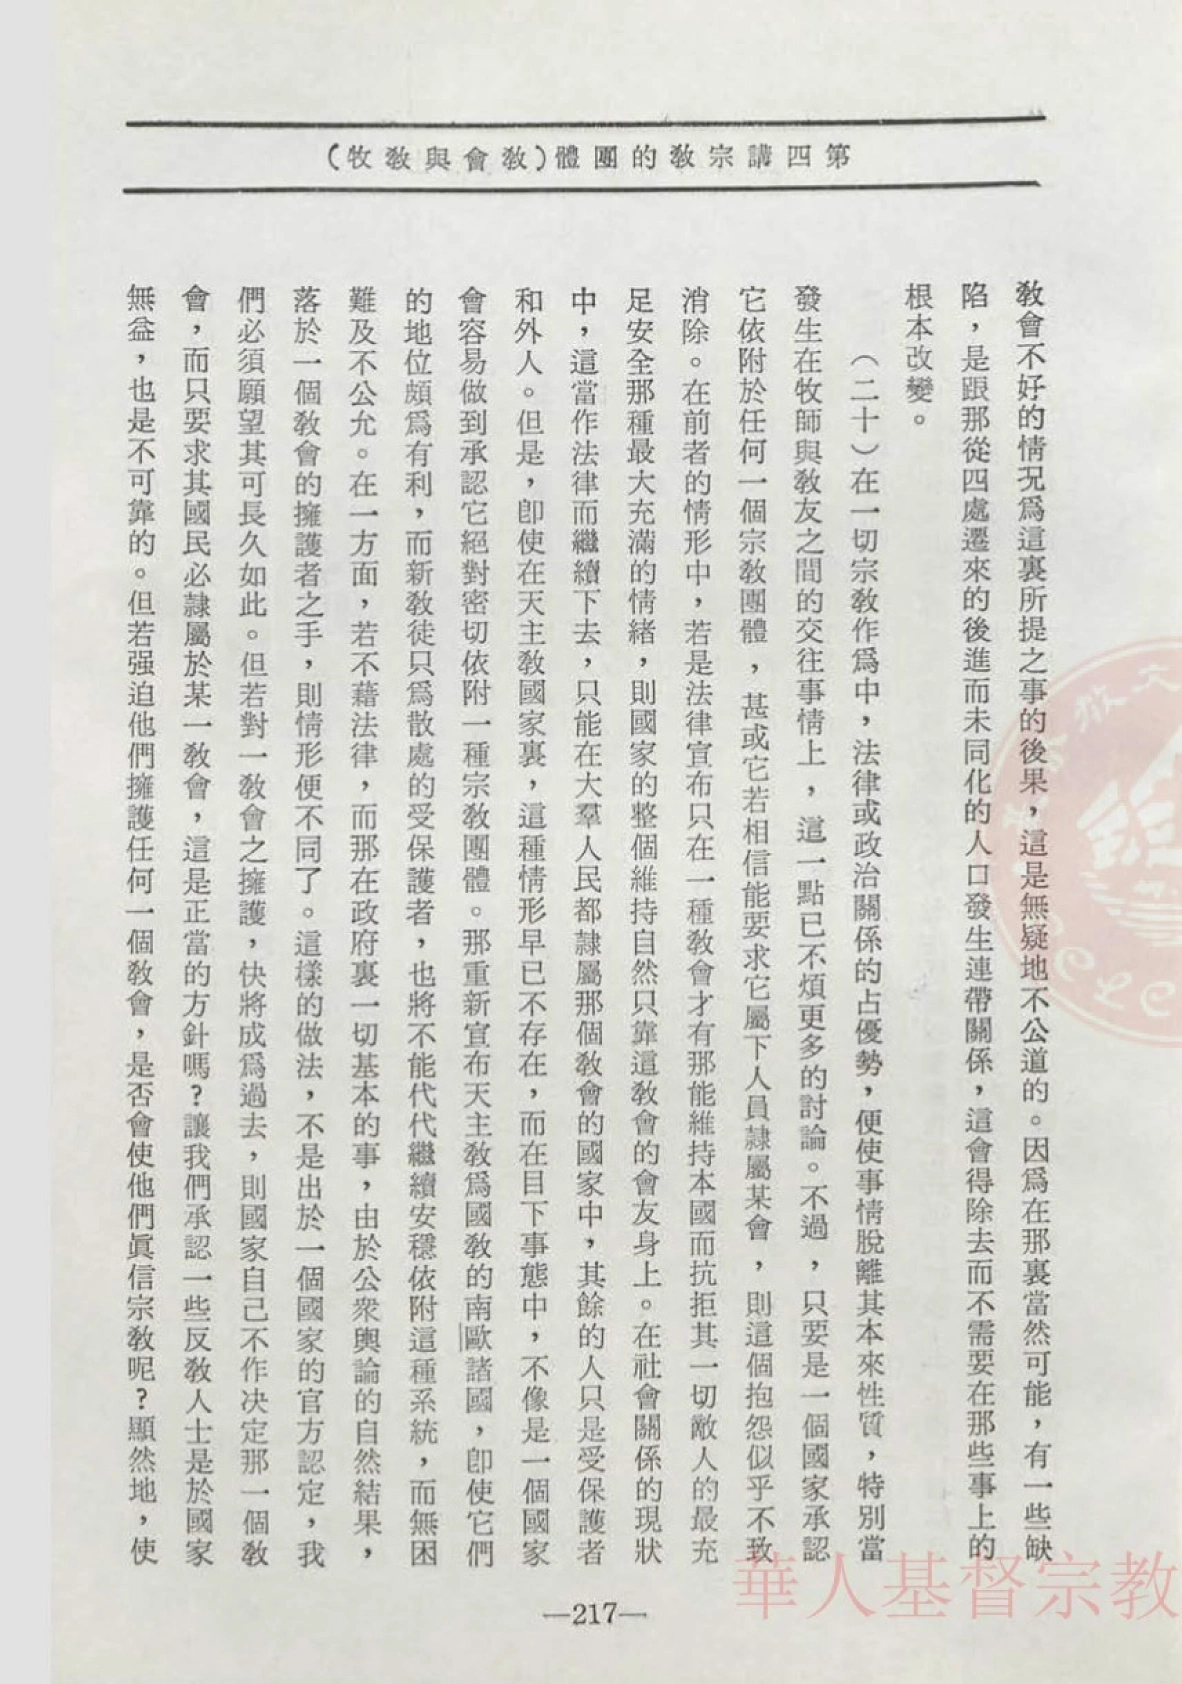 第四講宗敎的團體(敎會與敎牧)
敎會不好的情況爲這裏所提之事的後果，這是無疑地不公道的。因爲在那裏當然可能，有一些缺
陷，是跟那從四處遷來的後進而未同化的人口發生連帶關係，這會得除去而不需要在那些事上的
根本改變。
（二十）在一切宗敎作爲中，法律或政治關係的占優勢，便使事情脫離其本來性質，特別當
發生在牧師與敎友之間的交往事情上，這一點已不煩更多的討論。不過，只要是一個國家承認
它依附於任何一個宗敎團體，甚或它若相信能要求它屬下人員隸屬某會，則這個抱怨似乎不致
消除。在前者的情形中，若是法律宣布只在一種敎會才有那能維持本國而抗拒其一切敵人的最充
足安全那種最大充滿的情緒，則國家的整個維持自然只靠這敎會的會友身上。在社會關係的現狀
中，這當作法律而繼續下去，只能在大羣人民都隸屬那個敎會的國家中，其餘的人只是受保護者
和外人。但是，卽使在天主敎國家裏，這種情形早已不存在，而在目下事態中，不像是一個國家
會容易做到承認它絕對密切依附一種宗敎團體。那重新宣布天主敎爲國敎的南歐諸國，卽使它們
的地位頗爲有利，而新敎徒只爲散處的受保護者，也將不能代代繼續安穩依附這種系統，而無困
難及不公允。在一方面，若不藉法律，而那在政府裏一切基本的事，由於公衆輿論的自然結果，
落於一個敎會的擁護者之手，則情形便不同了。這樣的做法，不是出於一個國家的官方認定，我
們必須願望其可長久如此。但若對一敎會之擁護，快將成爲過去，則國家自己不作决定那一個敎
會，而只要求其國民必隸屬於某一敎會，這是正當的方針嗎？讓我們承認一些反敎人士是於國家
無益，也是不可靠的。但若强迫他們擁護任何一個敎會，是否會使他們眞信宗敎呢？顯然地，使
—217—
華人基督宗教